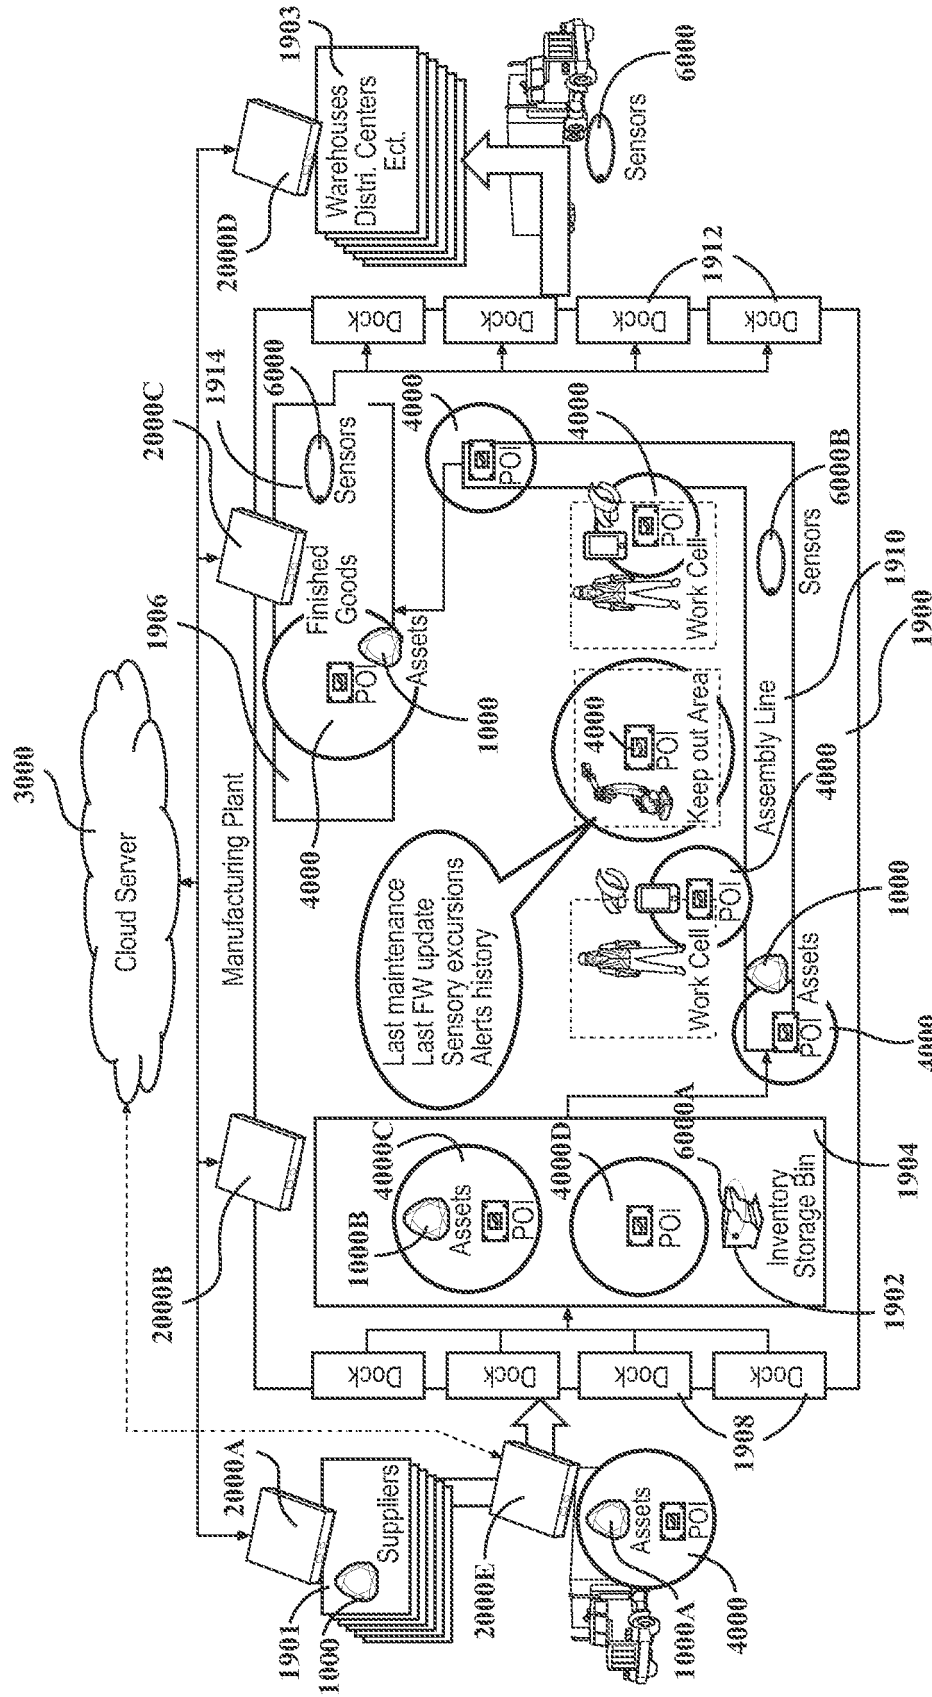 3000
Cloud Server
2000A
2000B
Manufacturing Plant
1906
2000C
1914
2000D
1901
1000
Suppliers
2000E
1903
Warehouses
Distri. Centers
Ect.
6000
Sensors
4000
POI
Finished
Goods
Assets
1000
6000
Sensors
4000
POI
Dock
Dock
Dock
Dock
1908
Dock
Dock
Dock
Dock
1912
1000B
Assets
4000C
POI
4000D
POI
6000A
1902
Inventory
Storage Bin
1904
Last maintenance
Last FW update
Sensory excursions
Alerts history
Work Cell
POI
4000
4000
POI
Keep out Area
4000
POI
Work Cell
Assets
POI
1000A
4000
POI
Assets
4000
1000
Assembly Line
1910
1900
Sensors
6000B